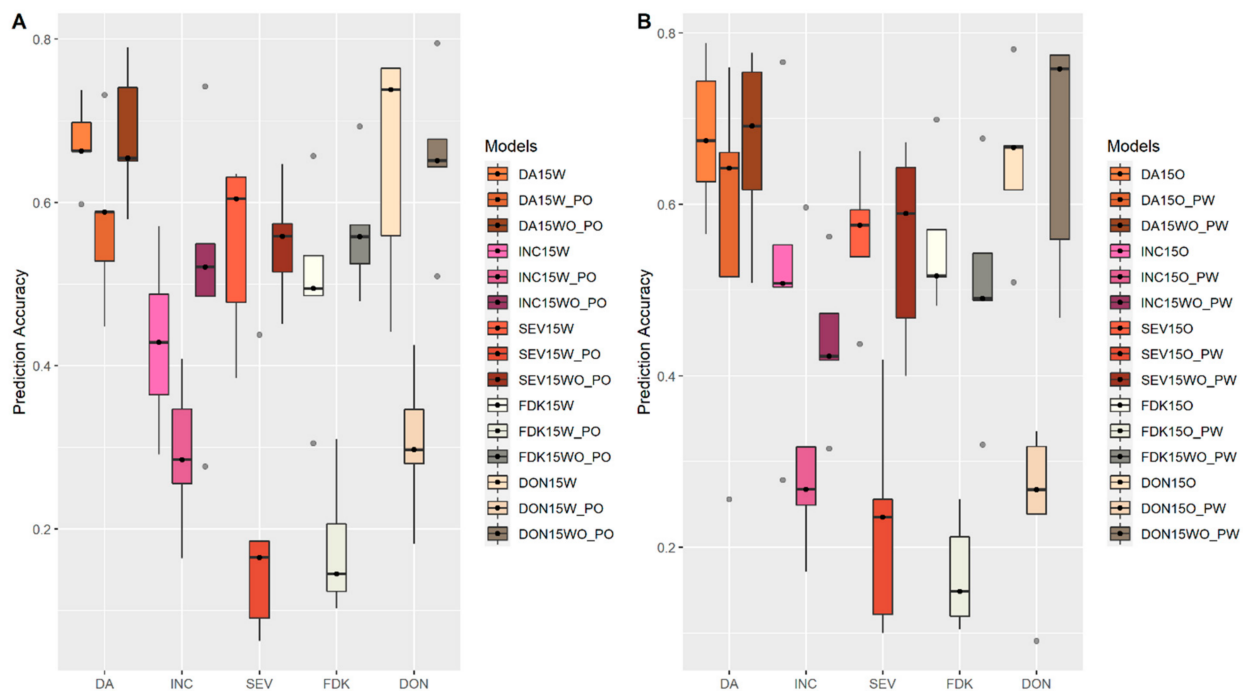 A
Prediction Accuracy
0.8
0.6
0.4
0.2
DA
INC
SEV
FDK
DON
Models
DA15W
DA15W_PO
DA15WO_PO
INC15W
INC15W_PO
INC15WO_PO
SEV15W
SEV15W_PO
SEV15WO_PO
FDK15W
FDK15W_PO
FDK15WO_PO
DON15W
DON15W_PO
DON15WO_PO
B
Prediction Accuracy
0.8
0.6
0.4
0.2
DA
INC
SEV
FDK
DON
Models
DA15O
DA15O_PW
DA15WO_PW
INC15O
INC15O_PW
INC15WO_PW
SEV15O
SEV15O_PW
SEV15WO_PW
FDK15O
FDK15O_PW
FDK15WO_PW
DON15O
DON15O_PW
DON15WO_PW